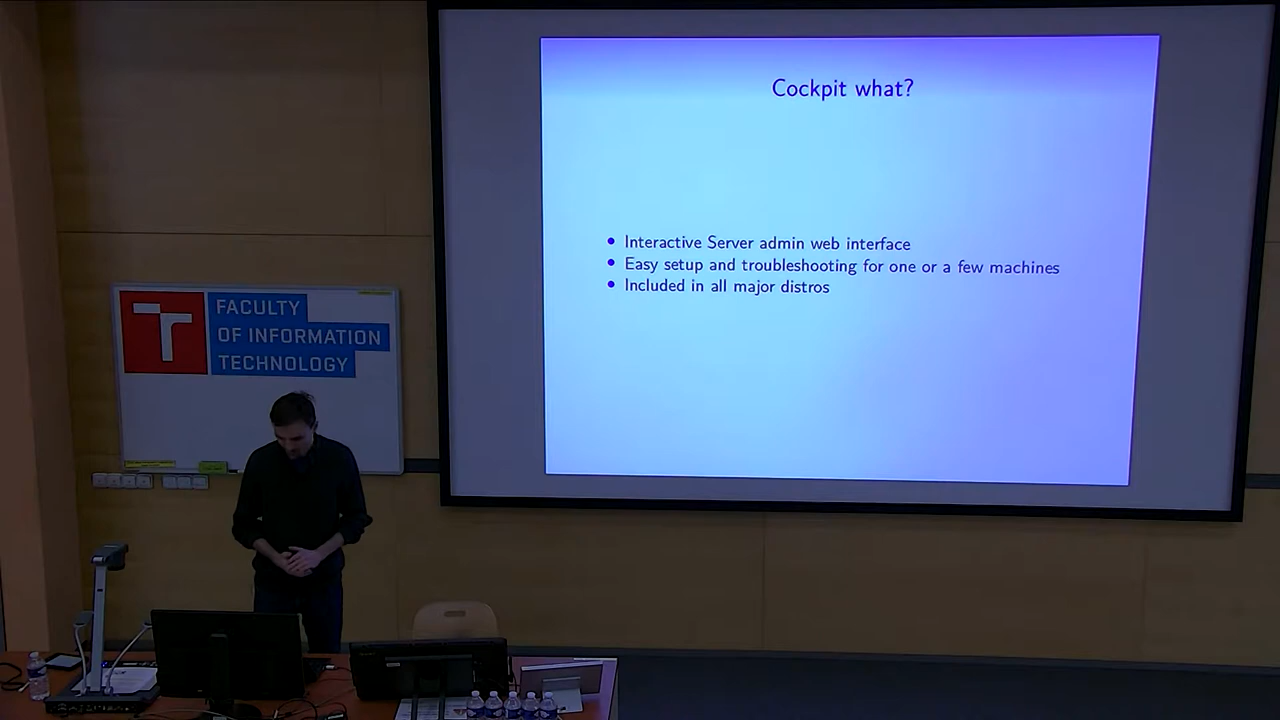 Cockpit what?
Interactive Server admin web interface
Easy setup and troubleshooting for one or a few machines
Included in all major distros
FACULTY
OF INFORMATION
TECHNOLOGY